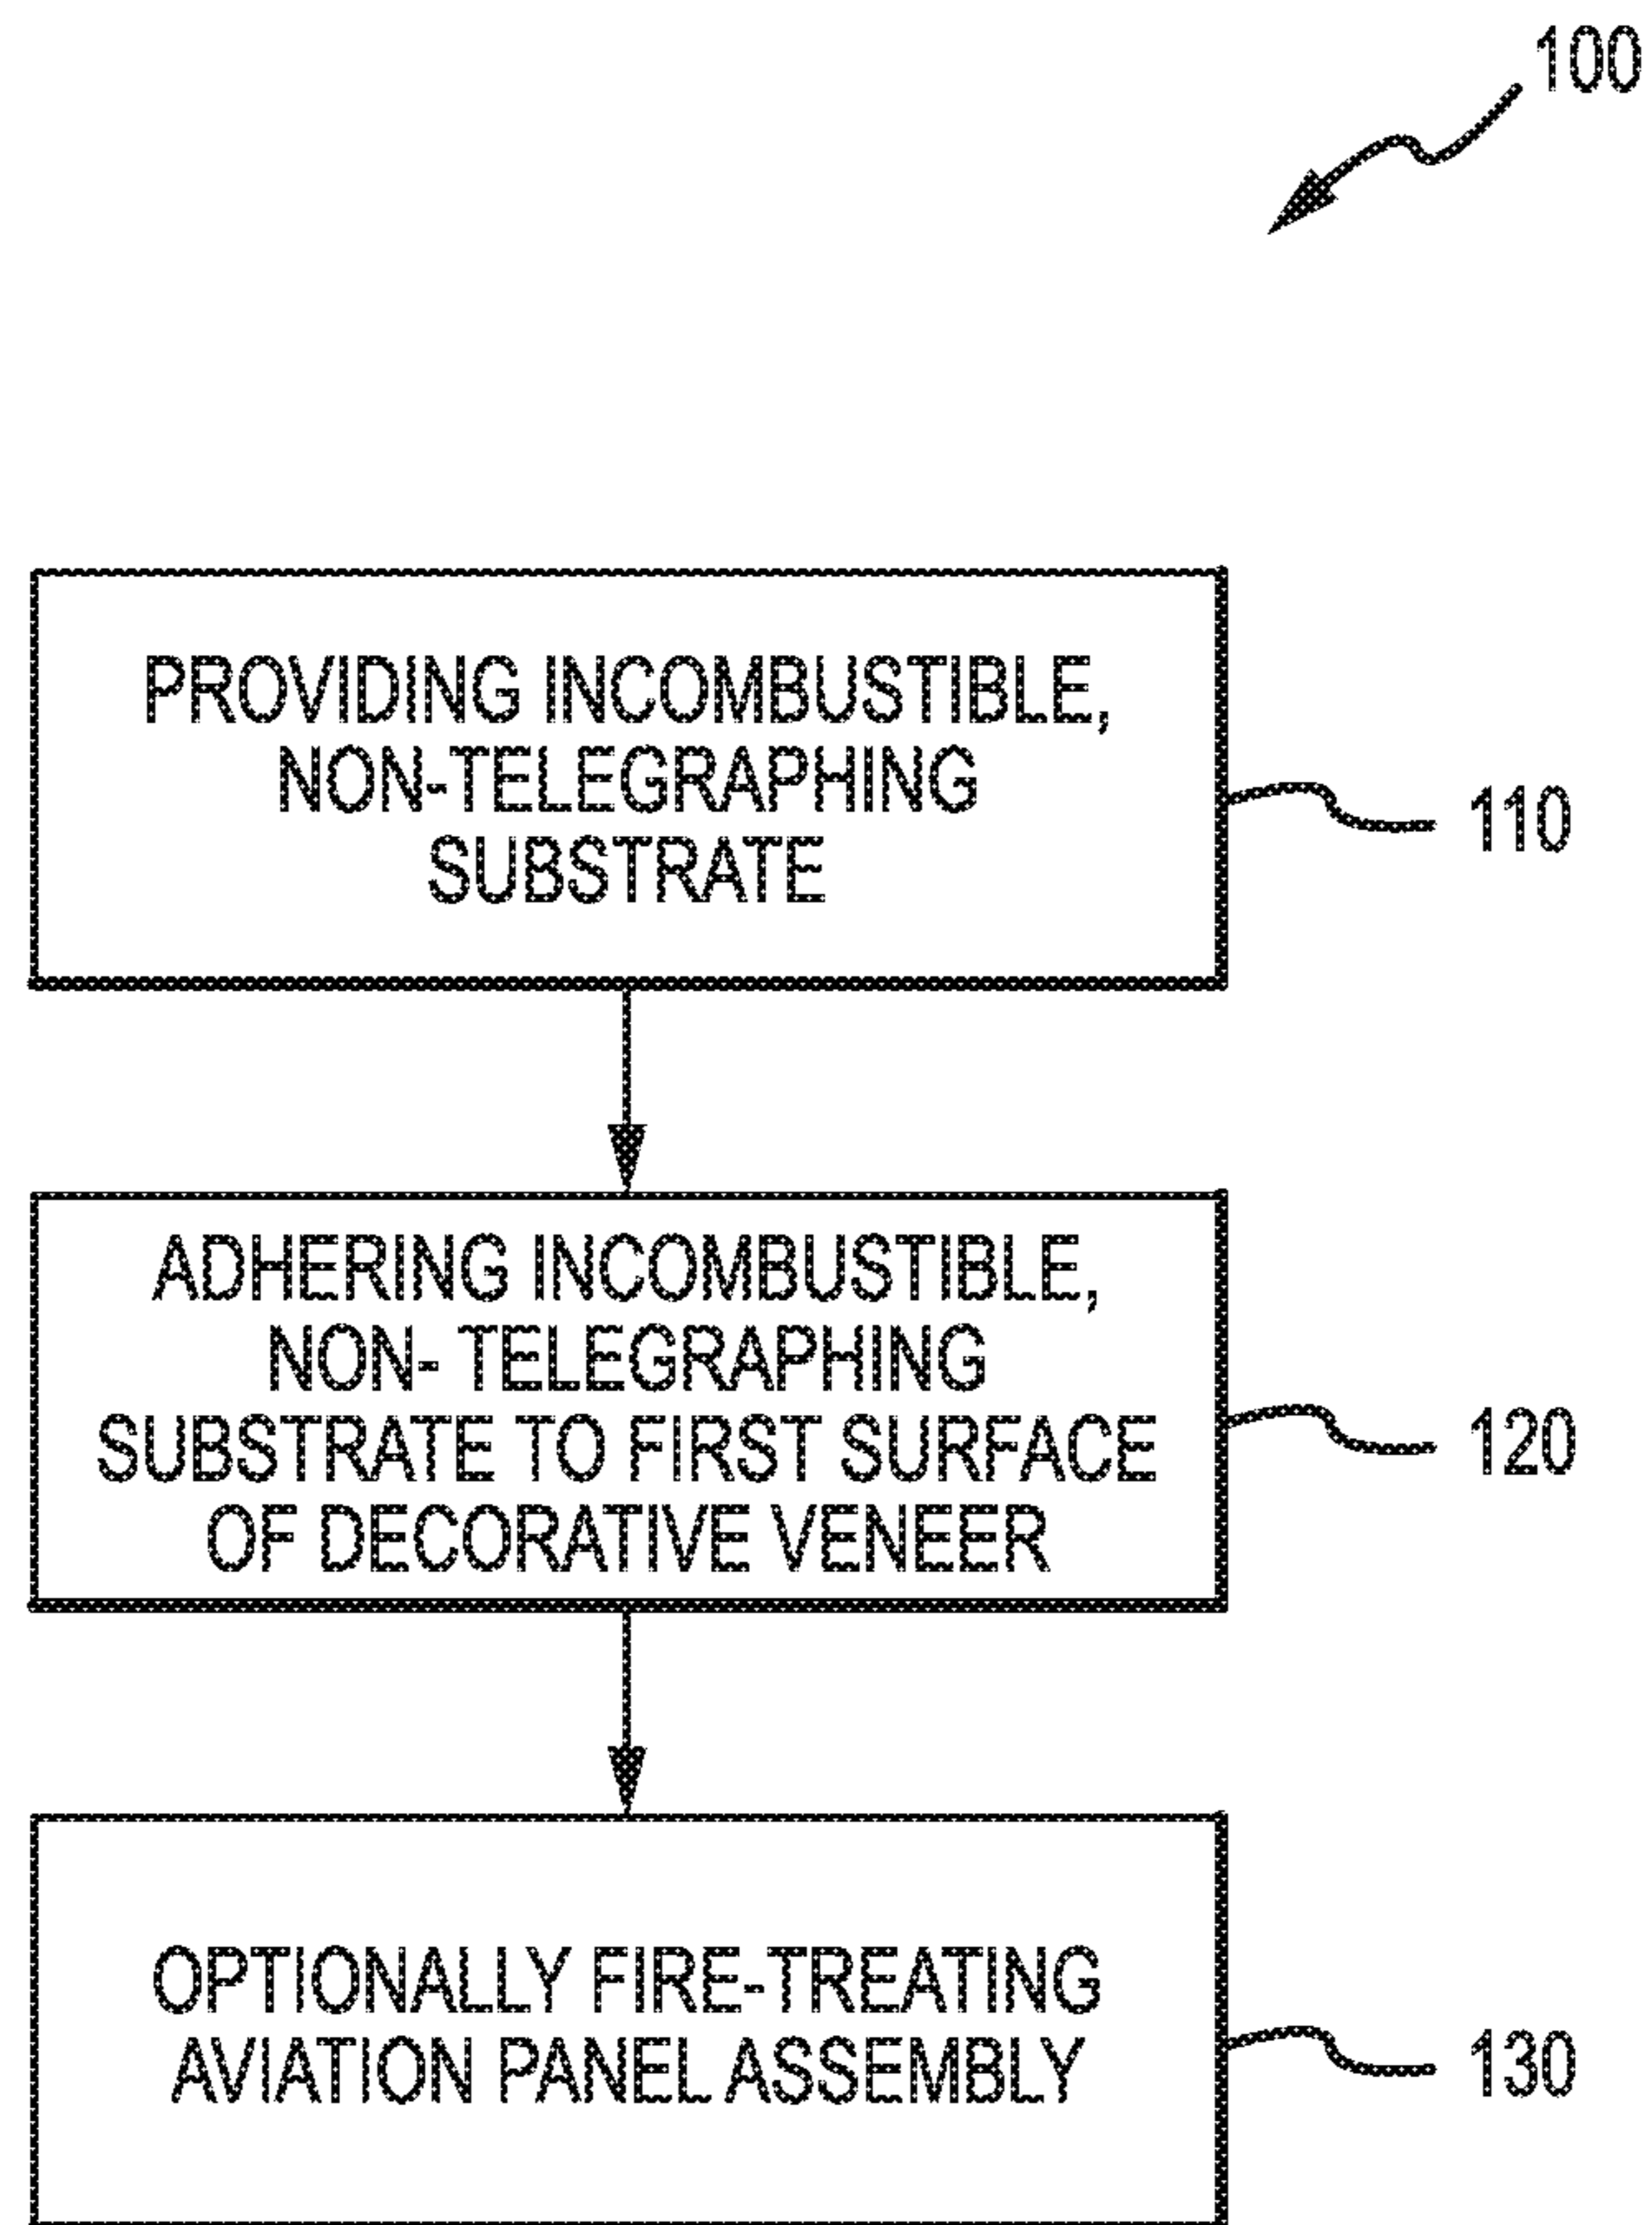 100
PROVIDING INCOMBUSTIBLE,
NON-TELEGRAPHING
SUBSTRATE
110
ADHERING INCOMBUSTIBLE,
NON- TELEGRAPHING
SUBSTRATE TO FIRST SURFACE
OF DECORATIVE VENEER
120
OPTIONALLY FIRE-TREATING
AVIATION PANEL ASSEMBLY
130